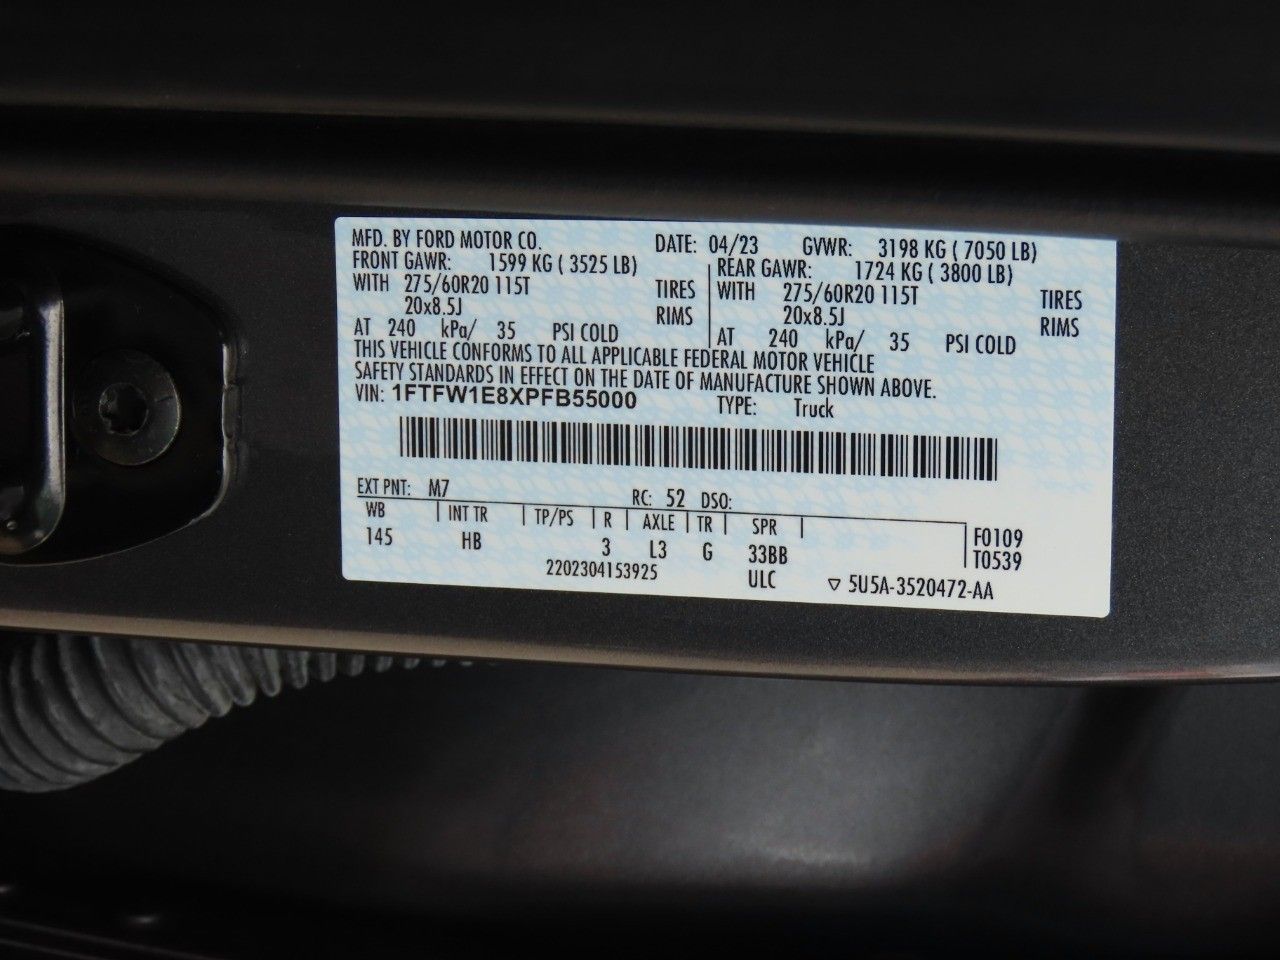 MFD. BY FORD MOTOR CO. DATE: 04/23 GVWR: 3198 KG ( 7050 LB)
FRONT GAWR: 1599 KG ( 3525 LB) REAR GAWR: 1724 KG ( 3800 LB)
WITH 275/60R20 115T TIRES WITH 275/60R20 115T TIRES
20x8.5J RIMS 20x8.5J RIMS
AT 240 kPa/ 35 PSI COLD AT 240 kPa/ 35 PSI COLD
THIS VEHICLE CONFORMS TO ALL APPLICABLE FEDERAL MOTOR VEHICLE
SAFETY STANDARDS IN EFFECT ON THE DATE OF MANUFACTURE SHOWN ABOVE.
VIN: 1FTFW1E8XPFB55000 TYPE: Truck
EXT PNT: M7 RC: 52 DSO:
WB INT TR TP/PS R AXLE TR SPR F0109
145 HB 3 L3 G 33BB T0539
2202304153925 ULC ▽ 5U5A-3520472-AA